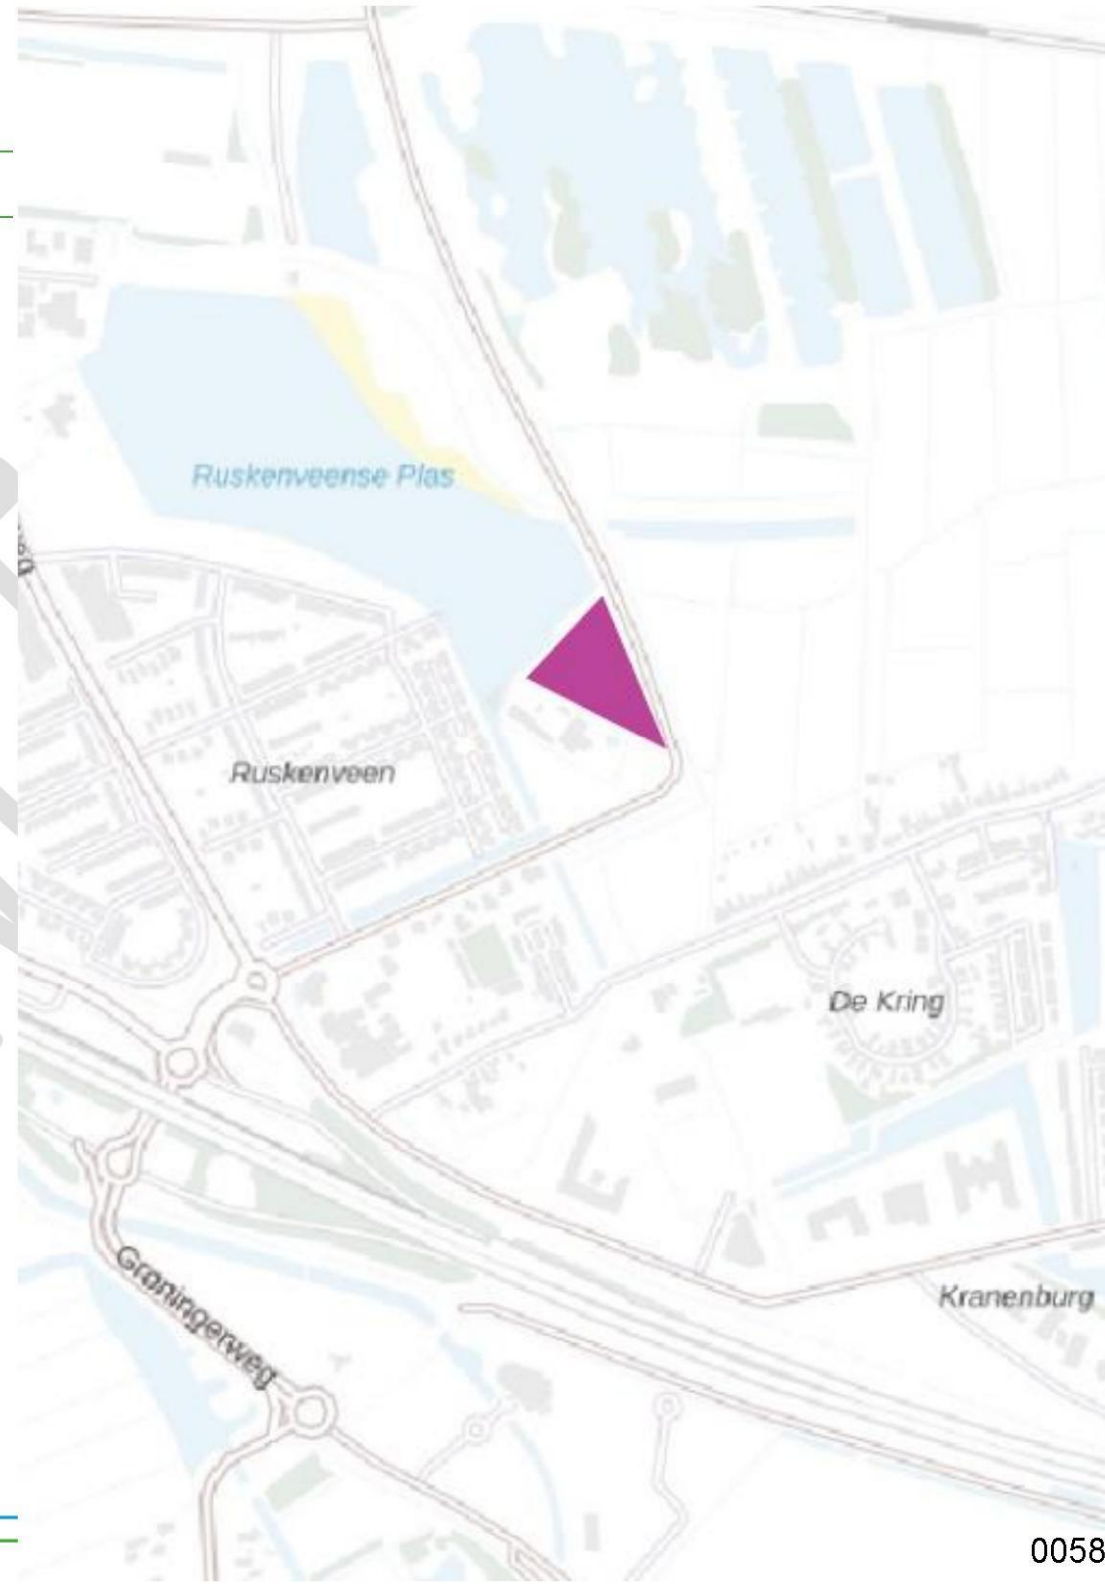 Ruskenveense Plas
Ruskenveen
De Kring
Kranenburg
Groningerweg
0058